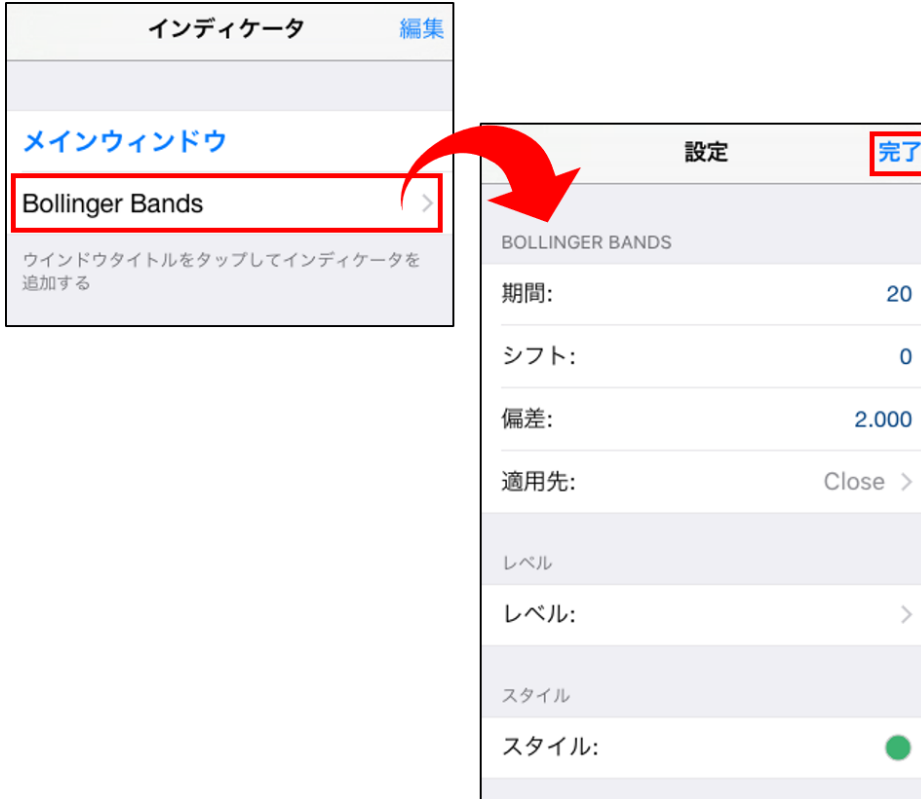 インディケータ 編集
メインウィンドウ
Bollinger Bands
ウインドウタイトルをタップしてインディケータを
追加する
設定 完了
BOLLINGER BANDS
期間: 20
シフト: 0
偏差: 2.000
適用先: Close
レベル
レベル:
スタイル
スタイル: